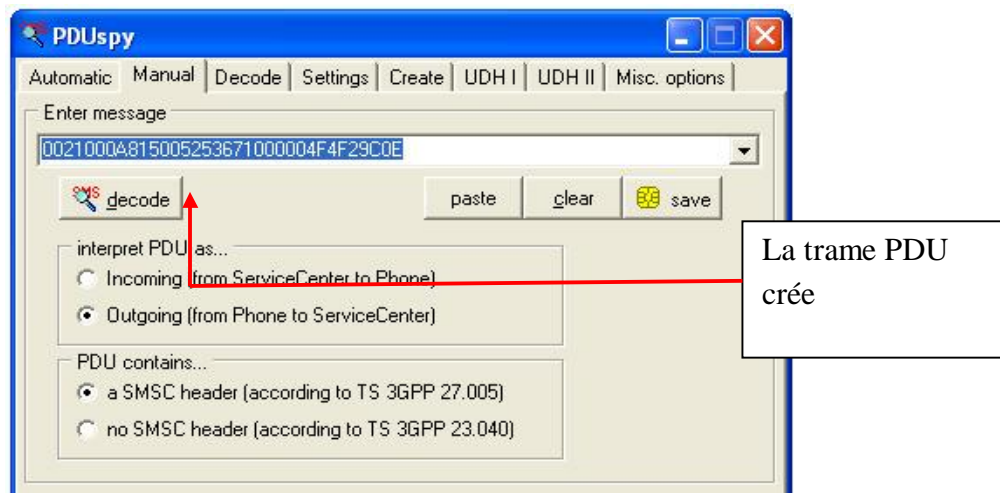 PDUspy
Automatic Manual Decode Settings Create UDH I UDH II Misc. options
Enter message
0021000A815005253671000004F4F29C0E
decode paste clear save
interpret PDU as...
Incoming (from ServiceCenter to Phone)
Outgoing (from Phone to ServiceCenter)
PDU contains...
a SMSC header (according to TS 3GPP 27.005)
no SMSC header (according to TS 3GPP 23.040)
La trame PDU
crée